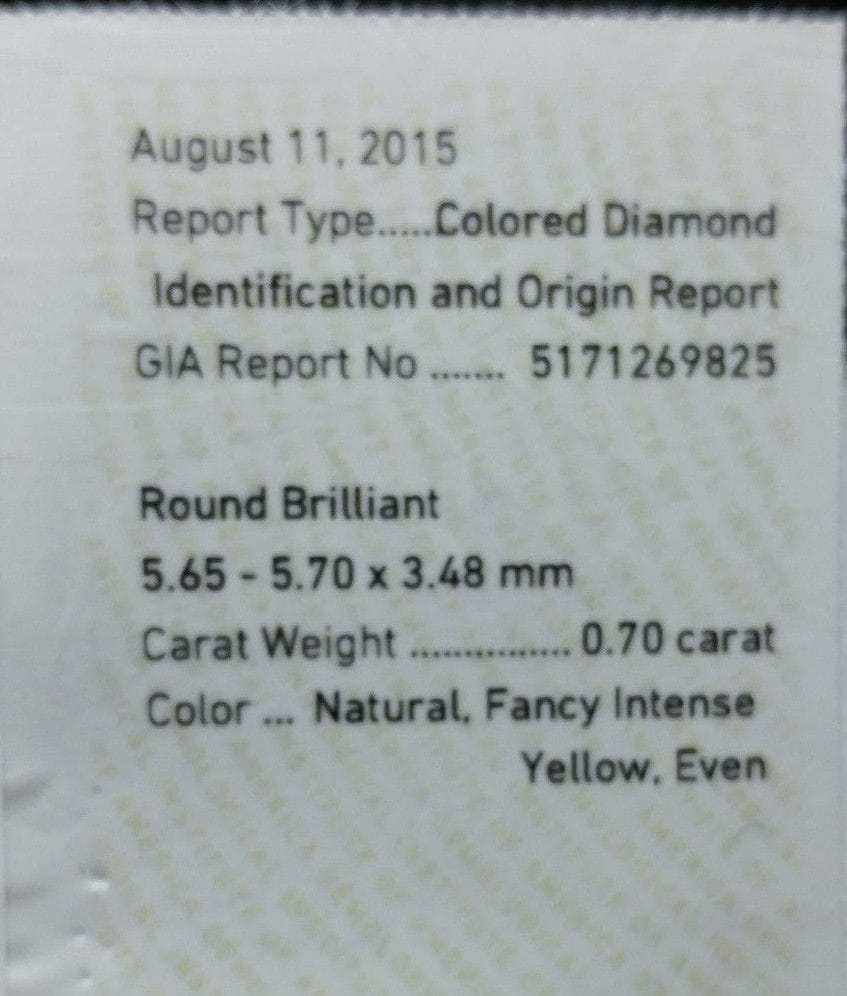 August 11, 2015
Report Type.....Colored Diamond
Identification and Origin Report
GIA Report No ....... 5171269825
Round Brilliant
5.65 - 5.70 x 3.48 mm
Carat Weight ............... 0.70 carat
Color ... Natural, Fancy Intense
Yellow, Even